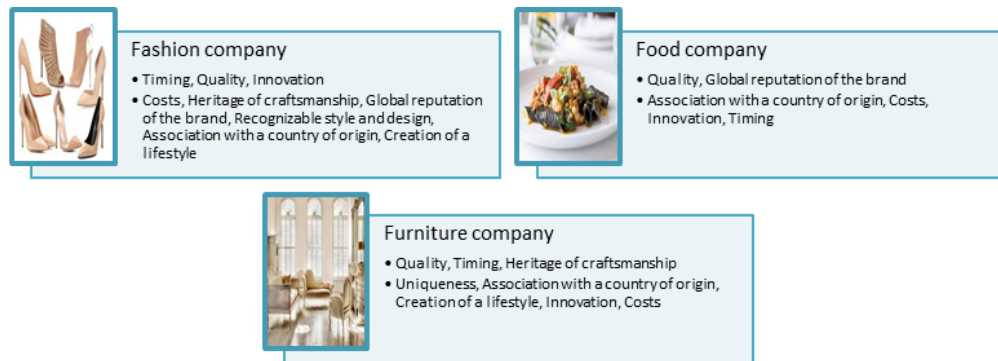 Fashion company
• Timing, Quality, Innovation
• Costs, Heritage of craftsmanship, Global reputation
of the brand, Recognizable style and design,
Association with a country of origin, Creation of a
lifestyle
Food company
• Quality, Global reputation of the brand
• Association with a country of origin, Costs,
Innovation, Timing
Furniture company
• Quality, Timing, Heritage of craftsmanship
• Uniqueness, Association with a country of origin,
Creation of a lifestyle, Innovation, Costs